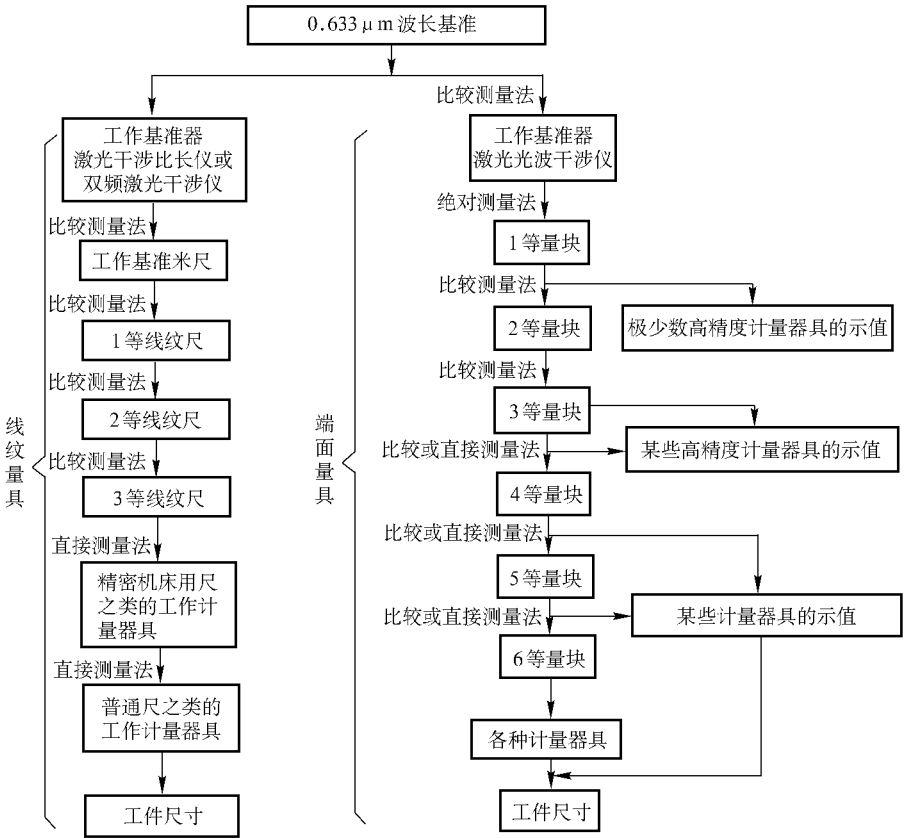 0.633μm波长基准
线纹量具
工作基准器
激光干涉比长仪或
双频激光干涉仪
比较测量法
工作基准米尺
比较测量法
1等线纹尺
比较测量法
2等线纹尺
比较测量法
3等线纹尺
直接测量法
精密机床用尺
之类的工作计
量器具
直接测量法
普通尺之类的
工作计量器具
工件尺寸
端面量具
比较测量法
工作基准器
激光光波干涉仪
绝对测量法
1等量块
比较测量法
极少数高精度计量器具的示值
2等量块
比较测量法
3等量块
某些高精度计量器具的示值
比较或直接测量法
4等量块
比较或直接测量法
5等量块
某些计量器具的示值
比较或直接测量法
6等量块
各种计量器具
工件尺寸